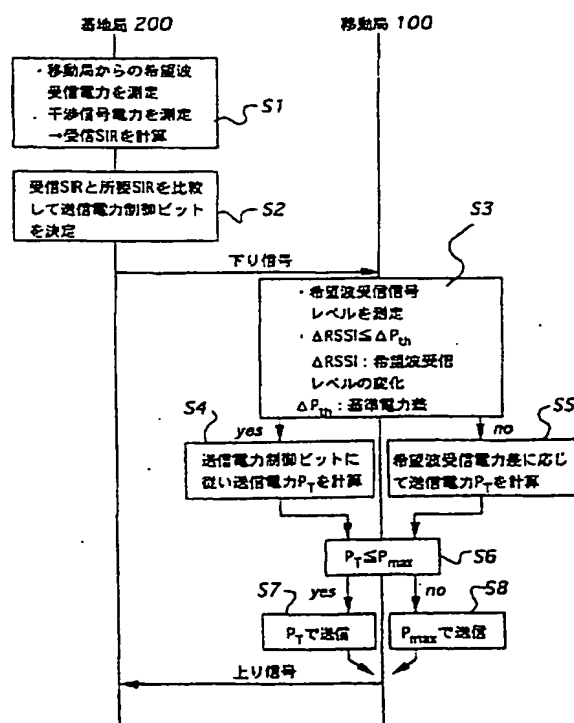 基地局 200
移動局 100
・移動局からの希望波
受信電力を測定
・干渉信号電力を測定
→受信SIRを計算
S1
受信SIRと所要SIRを比較
して送信電力制御ビット
を決定
S2
下り信号
S3
・希望波受信信号
レベルを測定
・ΔRSSI≦ΔPth
ΔRSSI:希望波受信
レベルの変化
ΔPth:基準電力差
S4
yes
no
S5
送信電力制御ビットに
従い送信電力PTを計算
希望波受信電力差に応じ
て送信電力PTを計算
PT≦Pmax
S6
S7
yes
no
S8
PTで送信
Pmaxで送信
上り信号